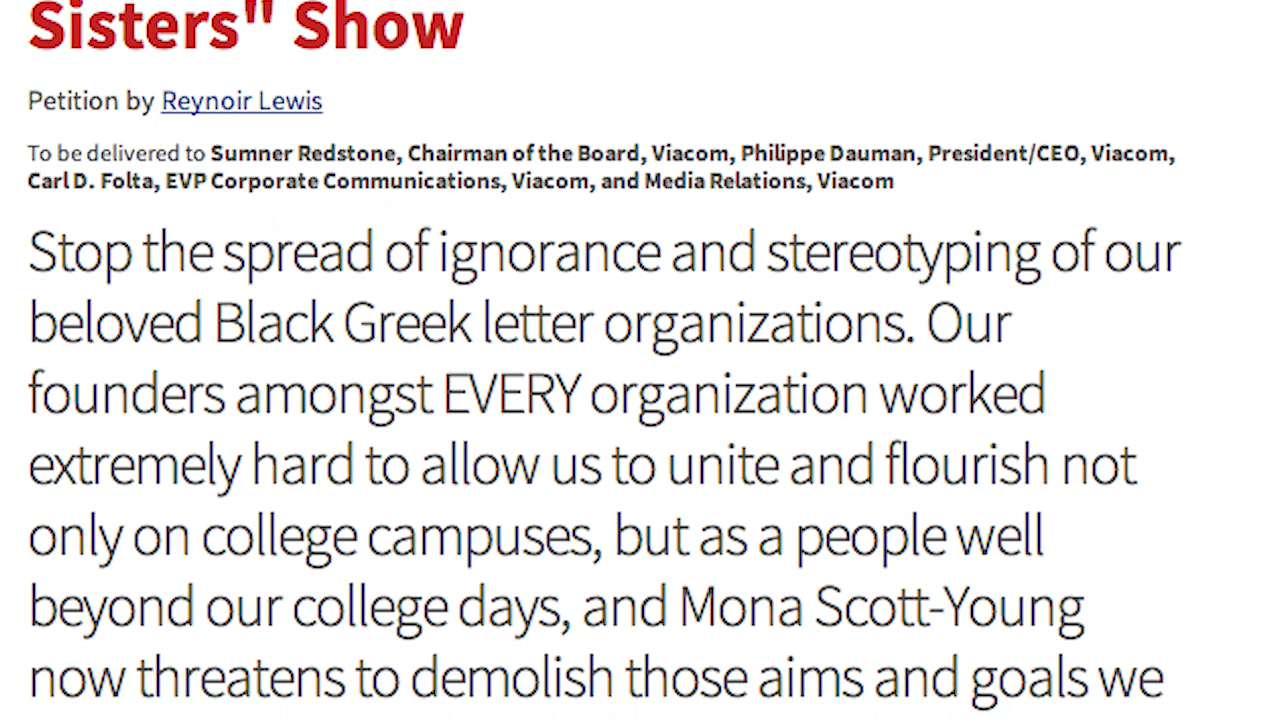 Sisters" Show
Petition by Reynoir Lewis
To be delivered to Sumner Redstone, Chairman of the Board, Viacom, Philippe Dauman, President/CEO, Viacom,
Carl D. Folta, EVP Corporate Communications, Viacom, and Media Relations, Viacom
Stop the spread of ignorance and stereotyping of our
beloved Black Greek letter organizations. Our
founders amongst EVERY organization worked
extremely hard to allow us to unite and flourish not
only on college campuses, but as a people well
beyond our college days, and Mona Scott-Young
now threatens to demolish those aims and goals we